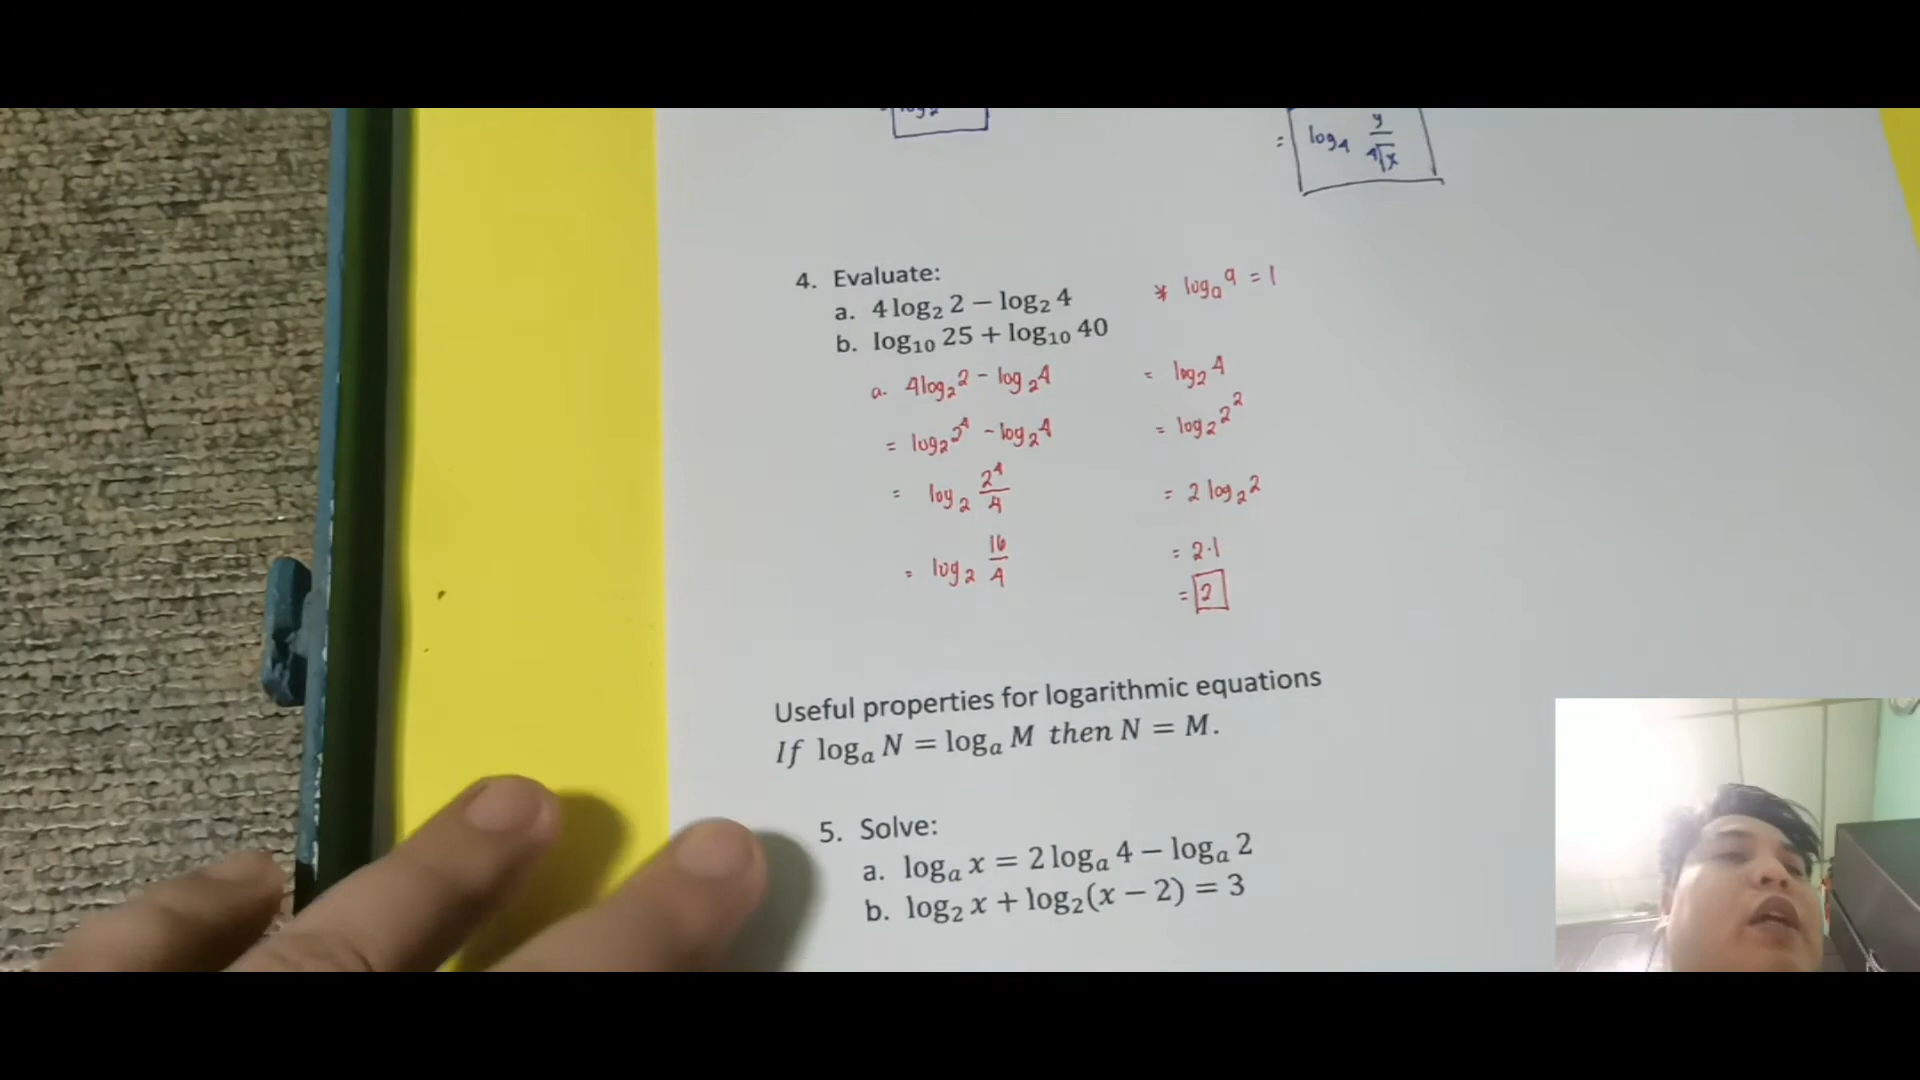 = log₄ y/∜x
4. Evaluate:
* logₐ a = 1
a. 4 log₂ 2 − log₂ 4
b. log₁₀ 25 + log₁₀ 40
a. 4log₂2 - log₂4
= log₂2⁴ - log₂4
= log₂ 2⁴/4
= log₂ 16/4
= log₂4
= log₂2²
= 2 log₂2
= 2·1
= 2
Useful properties for logarithmic equations
If logₐ N = logₐ M then N = M.
5. Solve:
a. logₐ x = 2 logₐ 4 − logₐ 2
b. log₂ x + log₂(x − 2) = 3